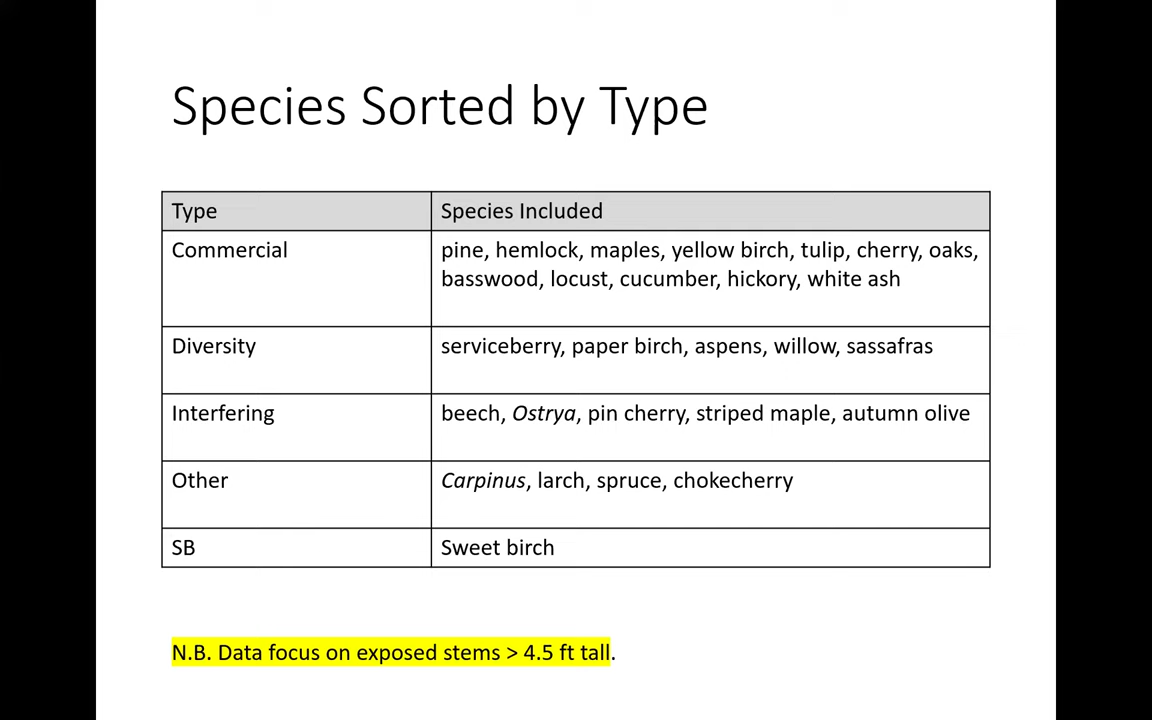 Species Sorted by Type
Type
Species Included
Commercial
pine, hemlock, maples, yellow birch, tulip, cherry, oaks,
basswood, locust, cucumber, hickory, white ash
Diversity
serviceberry, paper birch, aspens, willow, sassafras
Interfering
beech, Ostrya, pin cherry, striped maple, autumn olive
Other
Carpinus, larch, spruce, chokecherry
SB
Sweet birch
N.B. Data focus on exposed stems > 4.5 ft tall.